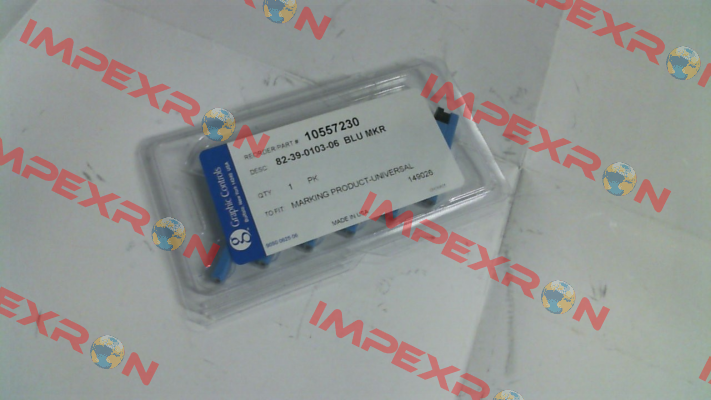 IMPEXRON
IMPEXRON
IMPEXRON
IMPEXRON
IMPEXRON
IMPEXRON
IMPEXRON
Graphic Controls
REORDER PART # 10557230
DESC 82-39-0103-06 BLU MKR
QTY 1 PK
TO FIT MARKING PRODUCT-UNIVERSAL
149026
MADE IN USA